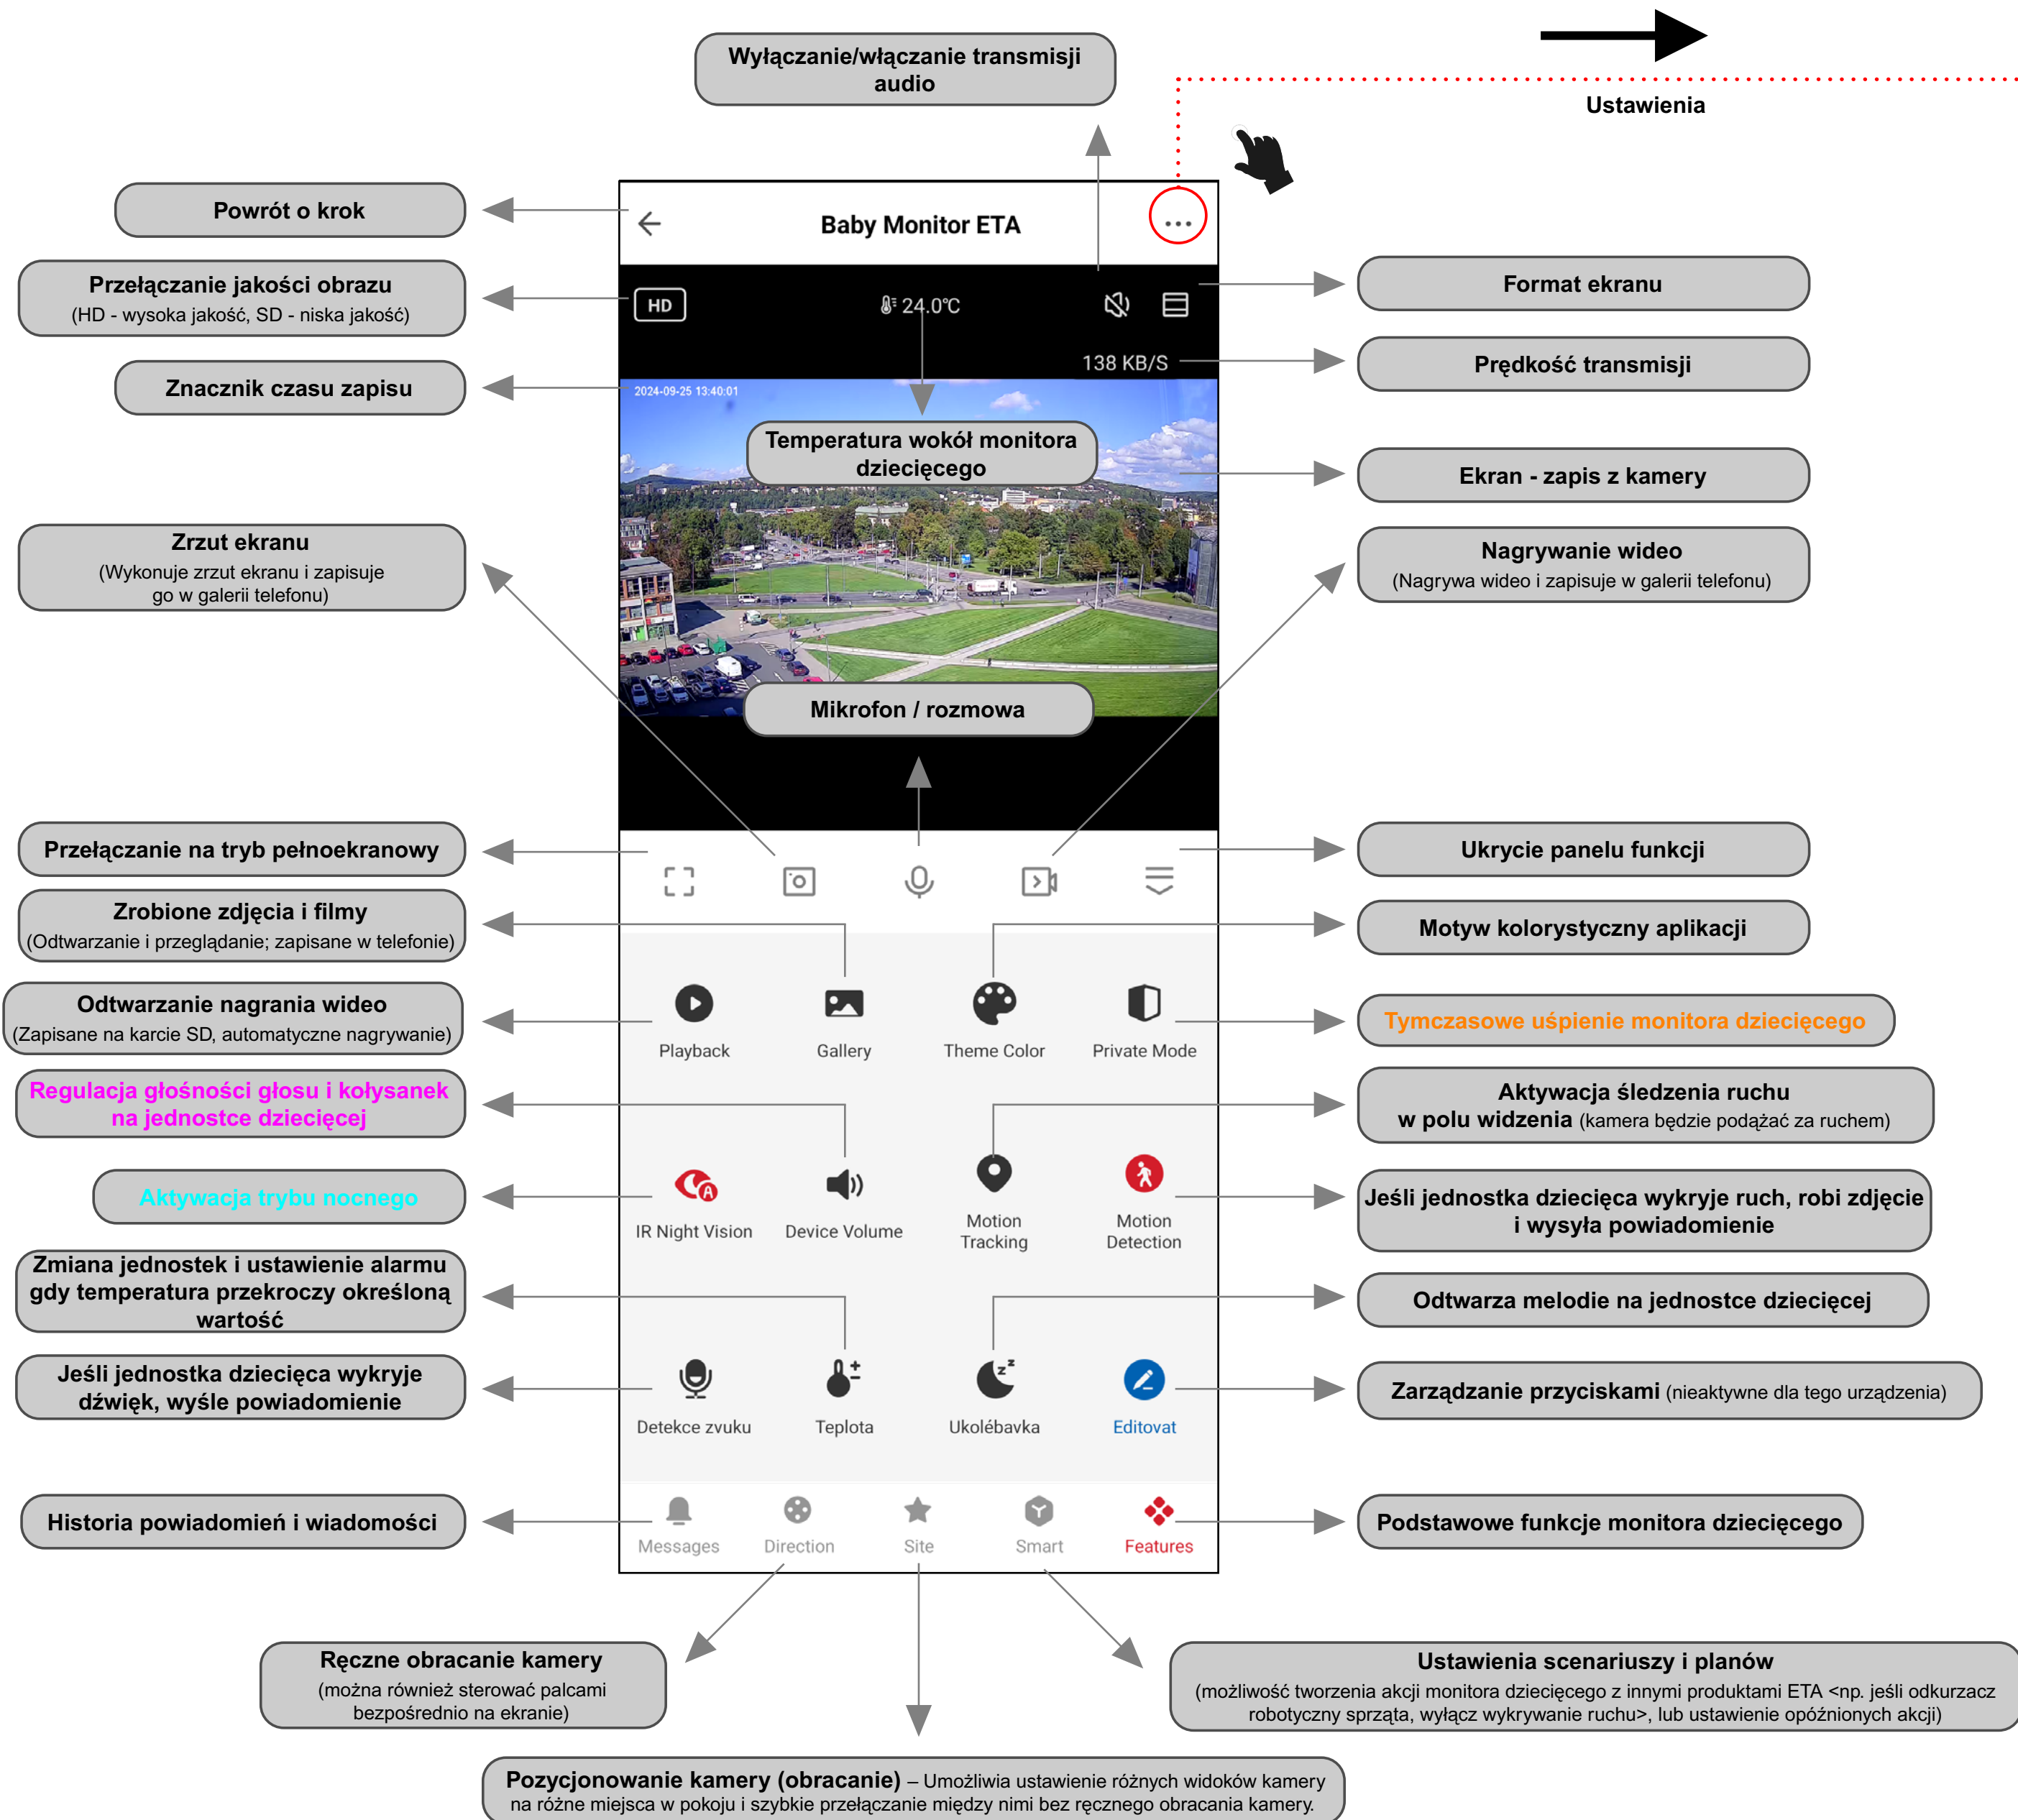 Wyłączanie/włączanie transmisji
audio
Ustawienia
Powrót o krok
Baby Monitor ETA
Przełączanie jakości obrazu
(HD - wysoka jakość, SD - niska jakość)
HD
24.0℃
Format ekranu
138 KB/S
Prędkość transmisji
Znacznik czasu zapisu
2024-09-25 13:40:01
Temperatura wokół monitora
dziecięcego
Ekran - zapis z kamery
Zrzut ekranu
(Wykonuje zrzut ekranu i zapisuje
go w galerii telefonu)
Nagrywanie wideo
(Nagrywa wideo i zapisuje w galerii telefonu)
Mikrofon / rozmowa
Przełączanie na tryb pełnoekranowy
Ukrycie panelu funkcji
Zrobione zdjęcia i filmy
(Odtwarzanie i przeglądanie; zapisane w telefonie)
Motyw kolorystyczny aplikacji
Odtwarzanie nagrania wideo
(Zapisane na karcie SD, automatyczne nagrywanie)
Tymczasowe uśpienie monitora dziecięcego
Playback
Gallery
Theme Color
Private Mode
Regulacja głośności głosu i kołysanek
na jednostce dziecięcej
Aktywacja śledzenia ruchu
w polu widzenia (kamera będzie podążać za ruchem)
Aktywacja trybu nocnego
Jeśli jednostka dziecięca wykryje ruch, robi zdjęcie
i wysyła powiadomienie
IR Night Vision
Device Volume
Motion
Tracking
Motion
Detection
Zmiana jednostek i ustawienie alarmu
gdy temperatura przekroczy określoną
wartość
Odtwarza melodie na jednostce dziecięcej
Jeśli jednostka dziecięca wykryje
dźwięk, wyśle powiadomienie
Zarządzanie przyciskami (nieaktywne dla tego urządzenia)
Detekce zvuku
Teplota
Ukolébavka
Editovat
Historia powiadomień i wiadomości
Podstawowe funkcje monitora dziecięcego
Messages
Direction
Site
Smart
Features
Ręczne obracanie kamery
(można również sterować palcami
bezpośrednio na ekranie)
Ustawienia scenariuszy i planów
(możliwość tworzenia akcji monitora dziecięcego z innymi produktami ETA <np. jeśli odkurzacz
robotyczny sprząta, wyłącz wykrywanie ruchu>, lub ustawienie opóźnionych akcji)
Pozycjonowanie kamery (obracanie) – Umożliwia ustawienie różnych widoków kamery
na różne miejsca w pokoju i szybkie przełączanie między nimi bez ręcznego obracania kamery.